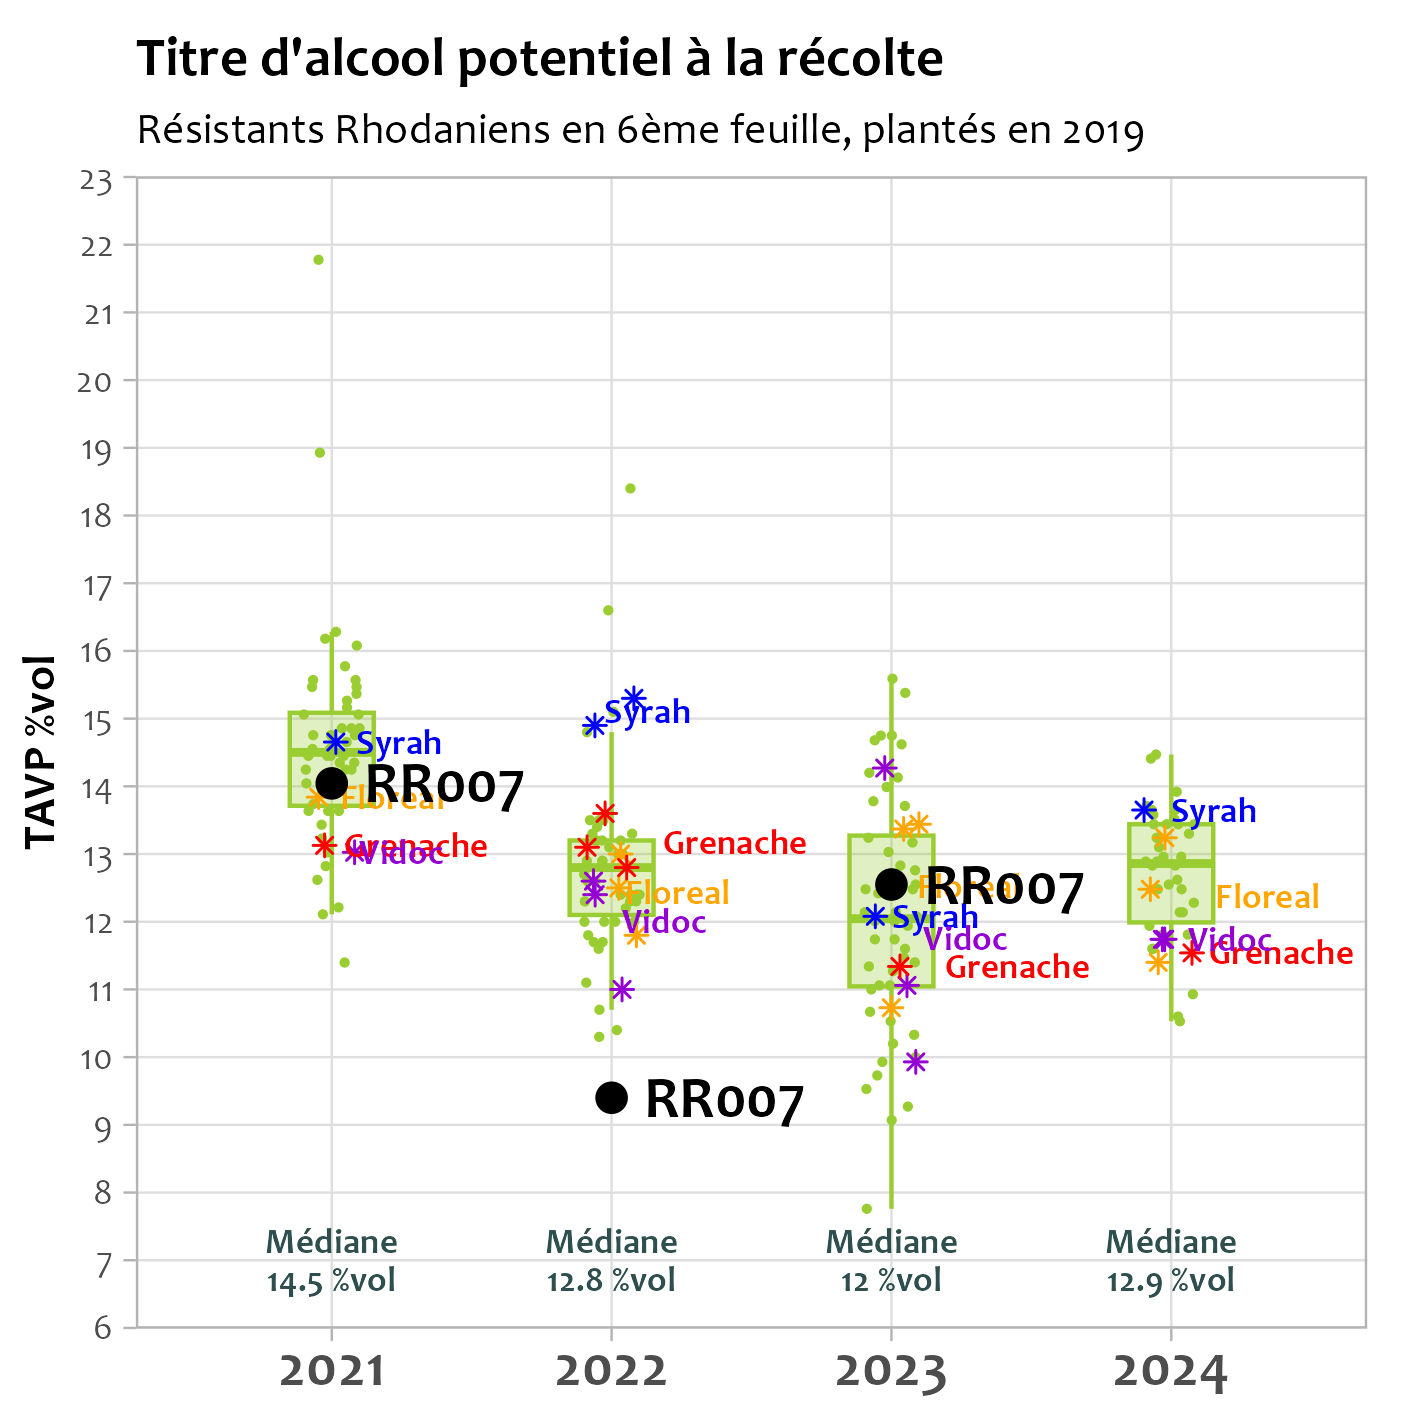 Titre d'alcool potentiel à la récolte
Résistants Rhodaniens en 6ème feuille, plantés en 2019
TAVP %vol
23
22
21
20
19
18
17
16
15
14
13
12
11
10
9
8
7
6
Syrah
RR007
Floreal
Grenache
Vidoc
Syrah
Grenache
Floreal
Vidoc
RR007
RR007
Floreal
Syrah
Vidoc
Grenache
Syrah
Floreal
Vidoc
Grenache
Médiane
14.5 %vol
Médiane
12.8 %vol
Médiane
12 %vol
Médiane
12.9 %vol
2021
2022
2023
2024